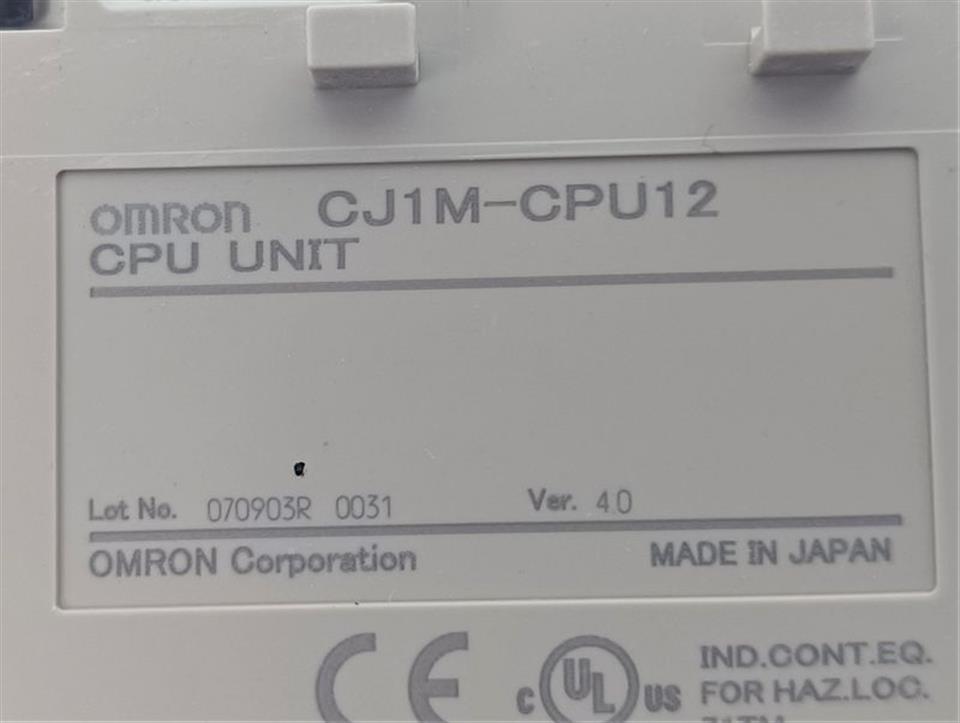 OMRON CJ1M-CPU12
CPU UNIT
Lot No. 070903R 0031 Ver. 4.0
OMRON Corporation MADE IN JAPAN
CE
C UL US
IND.CONT.EQ.
FOR HAZ.LOC.